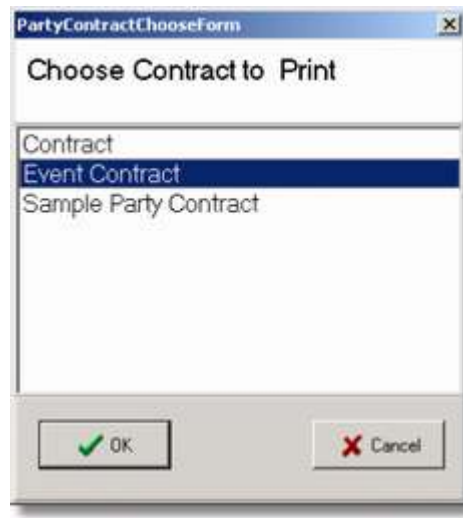 PartyContractChooseForm
Choose Contract to Print
Contract
Event Contract
Sample Party Contract
OK
Cancel